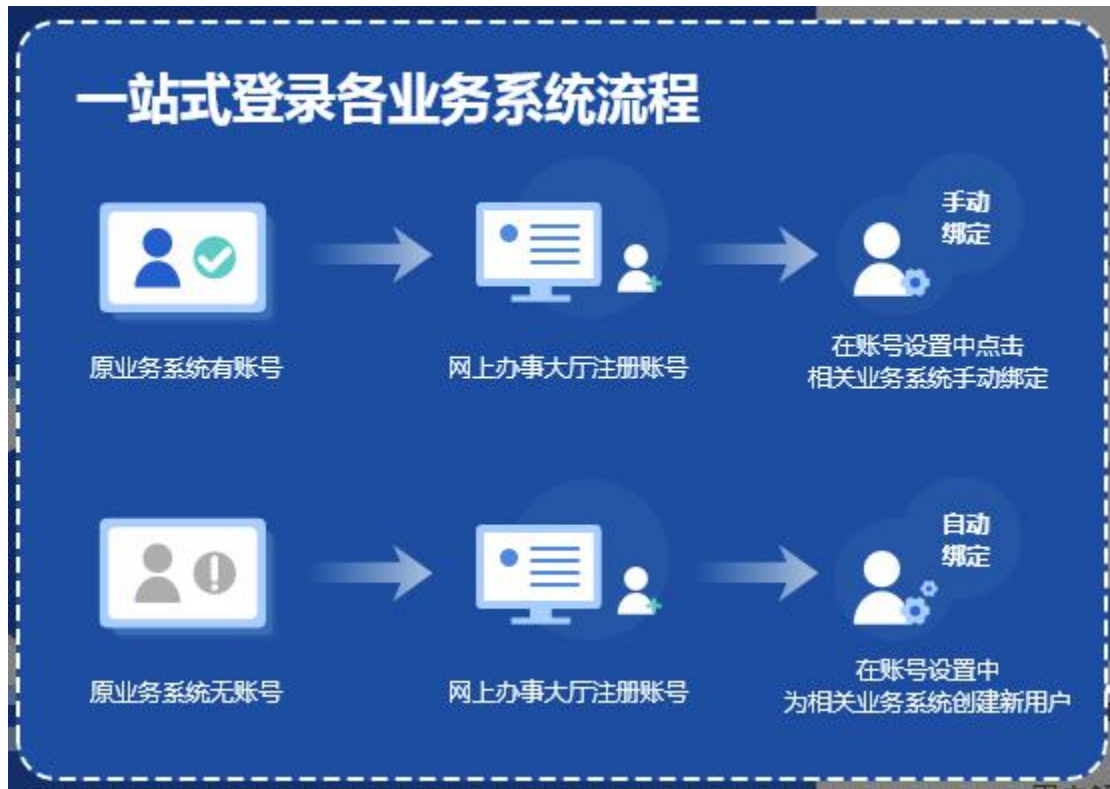 一站式登录各业务系统流程
手动
绑定
原业务系统有账号
网上办事大厅注册账号
在账号设置中点击
相关业务系统手动绑定
自动
绑定
原业务系统无账号
网上办事大厅注册账号
在账号设置中
为相关业务系统创建新用户